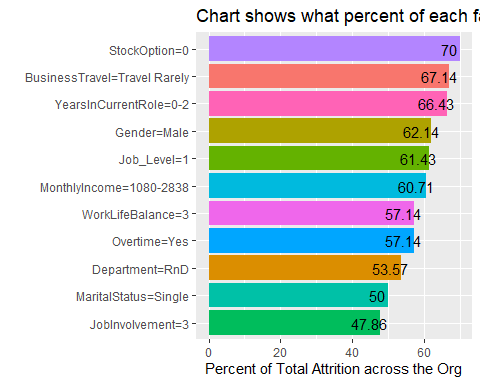 Chart shows what percent of each fa
StockOption=0 70
BusinessTravel=Travel Rarely 67.14
YearsInCurrentRole=0-2 66.43
Gender=Male 62.14
Job_Level=1 61.43
MonthlyIncome=1080-2838 60.71
WorkLifeBalance=3 57.14
Overtime=Yes 57.14
Department=RnD 53.57
MaritalStatus=Single 50
JobInvolvement=3 47.86
0 20 40 60
Percent of Total Attrition across the Org